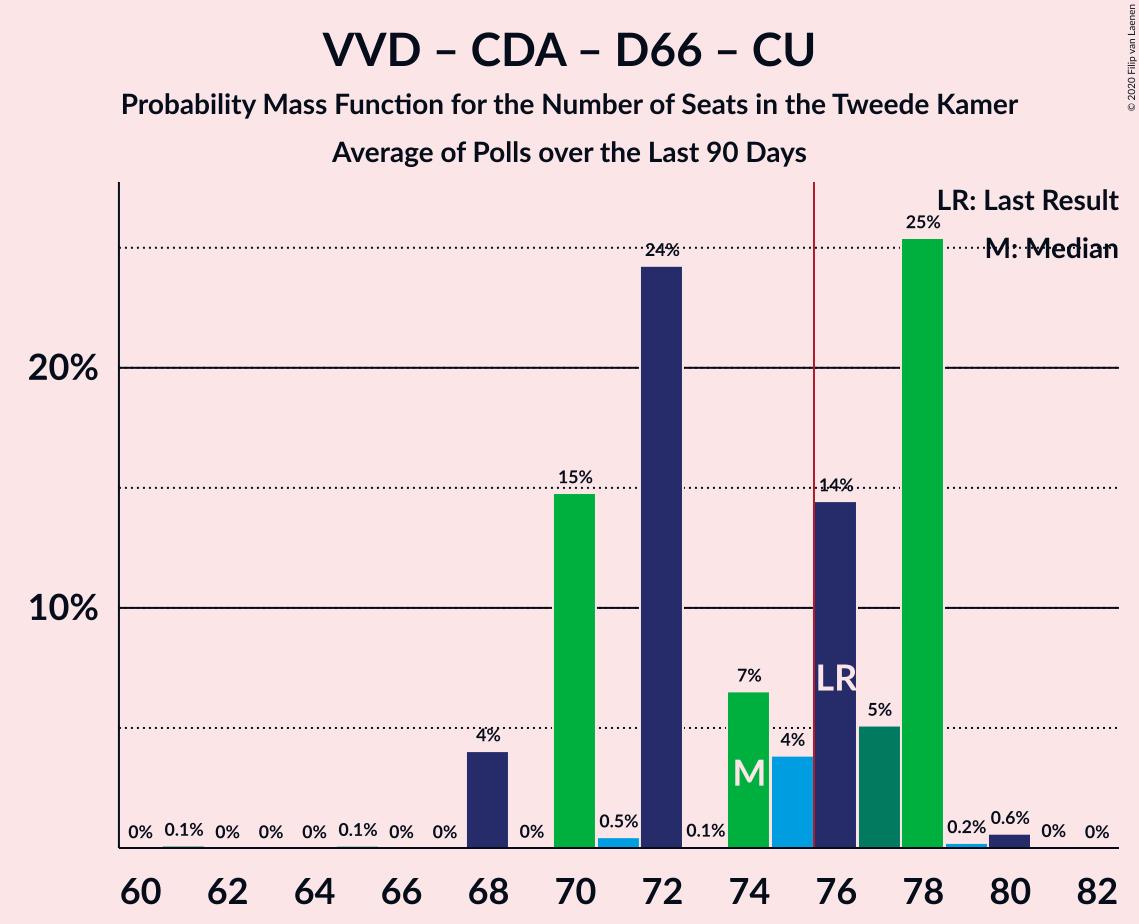 VVD – CDA – D66 – CU
Probability Mass Function for the Number of Seats in the Tweede Kamer
Average of Polls over the Last 90 Days
© 2020 Filip van Laenen
LR: Last Result
M: Median
20%
10%
0% 0.1% 0% 0% 0% 0.1% 0% 0% 4% 0% 15% 0.5% 24% 0.1% 7% 4% 14% 5% 25% 0.2% 0.6% 0% 0%
LR
M
60 62 64 66 68 70 72 74 76 78 80 82